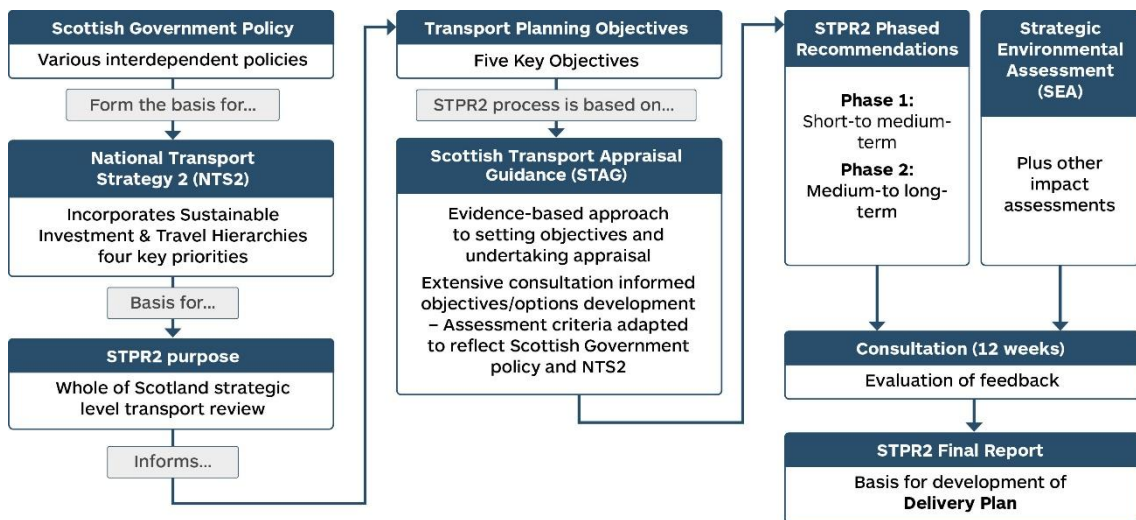 Scottish Government Policy
Various interdependent policies
Form the basis for...
National Transport
Strategy 2 (NTS2)
Incorporates Sustainable
Investment & Travel Hierarchies
four key priorities
Basis for...
STPR2 purpose
Whole of Scotland strategic
level transport review
Informs...
Transport Planning Objectives
Five Key Objectives
STPR2 process is based on...
Scottish Transport Appraisal
Guidance (STAG)
Evidence-based approach
to setting objectives and
undertaking appraisal
Extensive consultation informed
objectives/options development
– Assessment criteria adapted
to reflect Scottish Government
policy and NTS2
STPR2 Phased
Recommendations
Phase 1:
Short-to medium-
term
Phase 2:
Medium-to long-
term
Strategic
Environmental
Assessment
(SEA)
Plus other
impact
assessments
Consultation (12 weeks)
Evaluation of feedback
STPR2 Final Report
Basis for development of
Delivery Plan